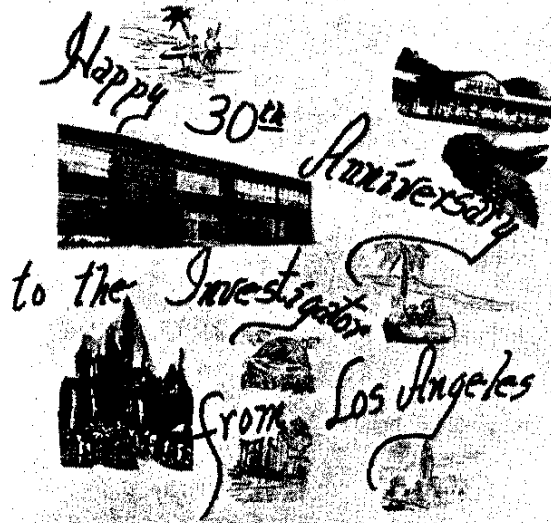 Happy 30th
Anniversary
to the Investigator
from Los Angeles